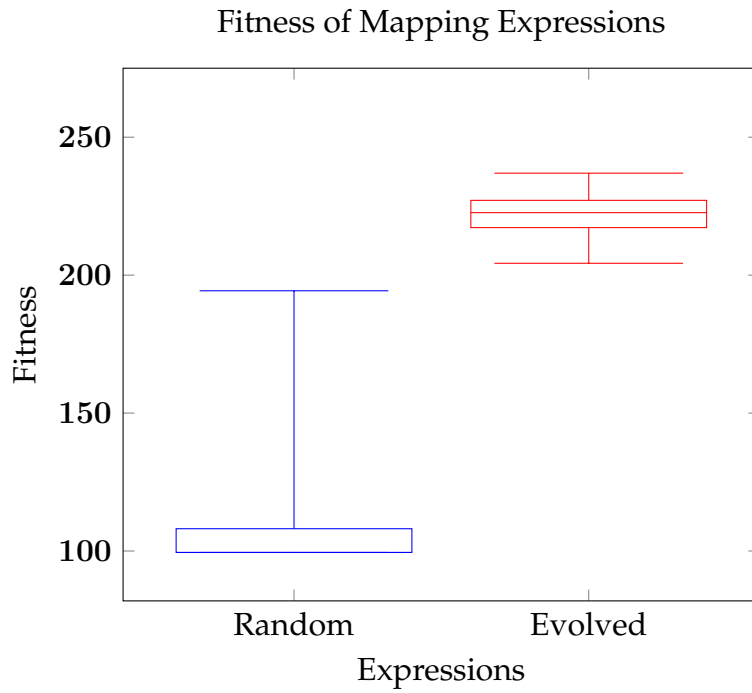 Fitness of Mapping Expressions
250
200
150
100
Fitness
Random Evolved
Expressions